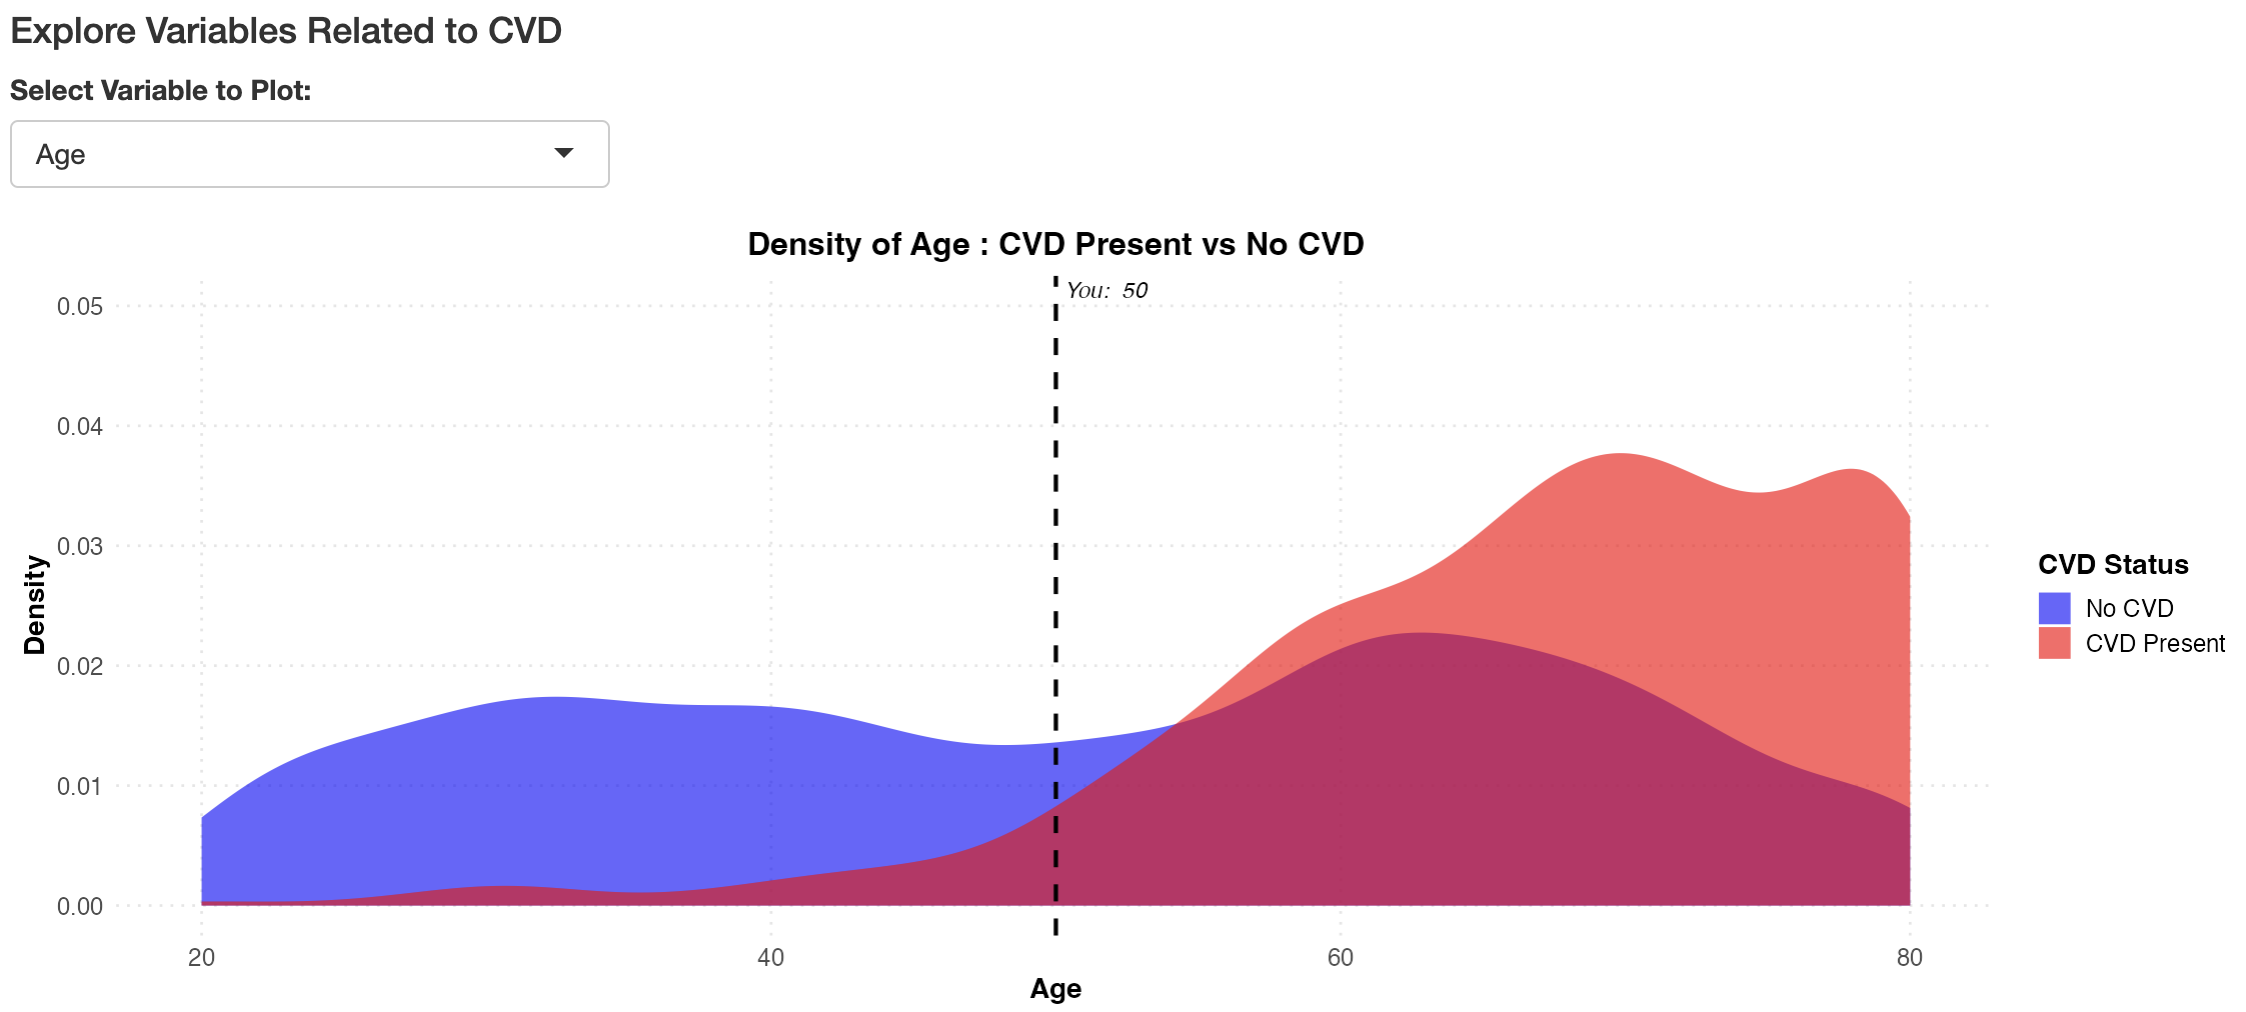 Explore Variables Related to CVD
Select Variable to Plot:
Age
Density of Age : CVD Present vs No CVD
You:  50
0.05
0.04
0.03
0.02
0.01
0.00
Density
20 40 60 80
Age
CVD Status
No CVD
CVD Present